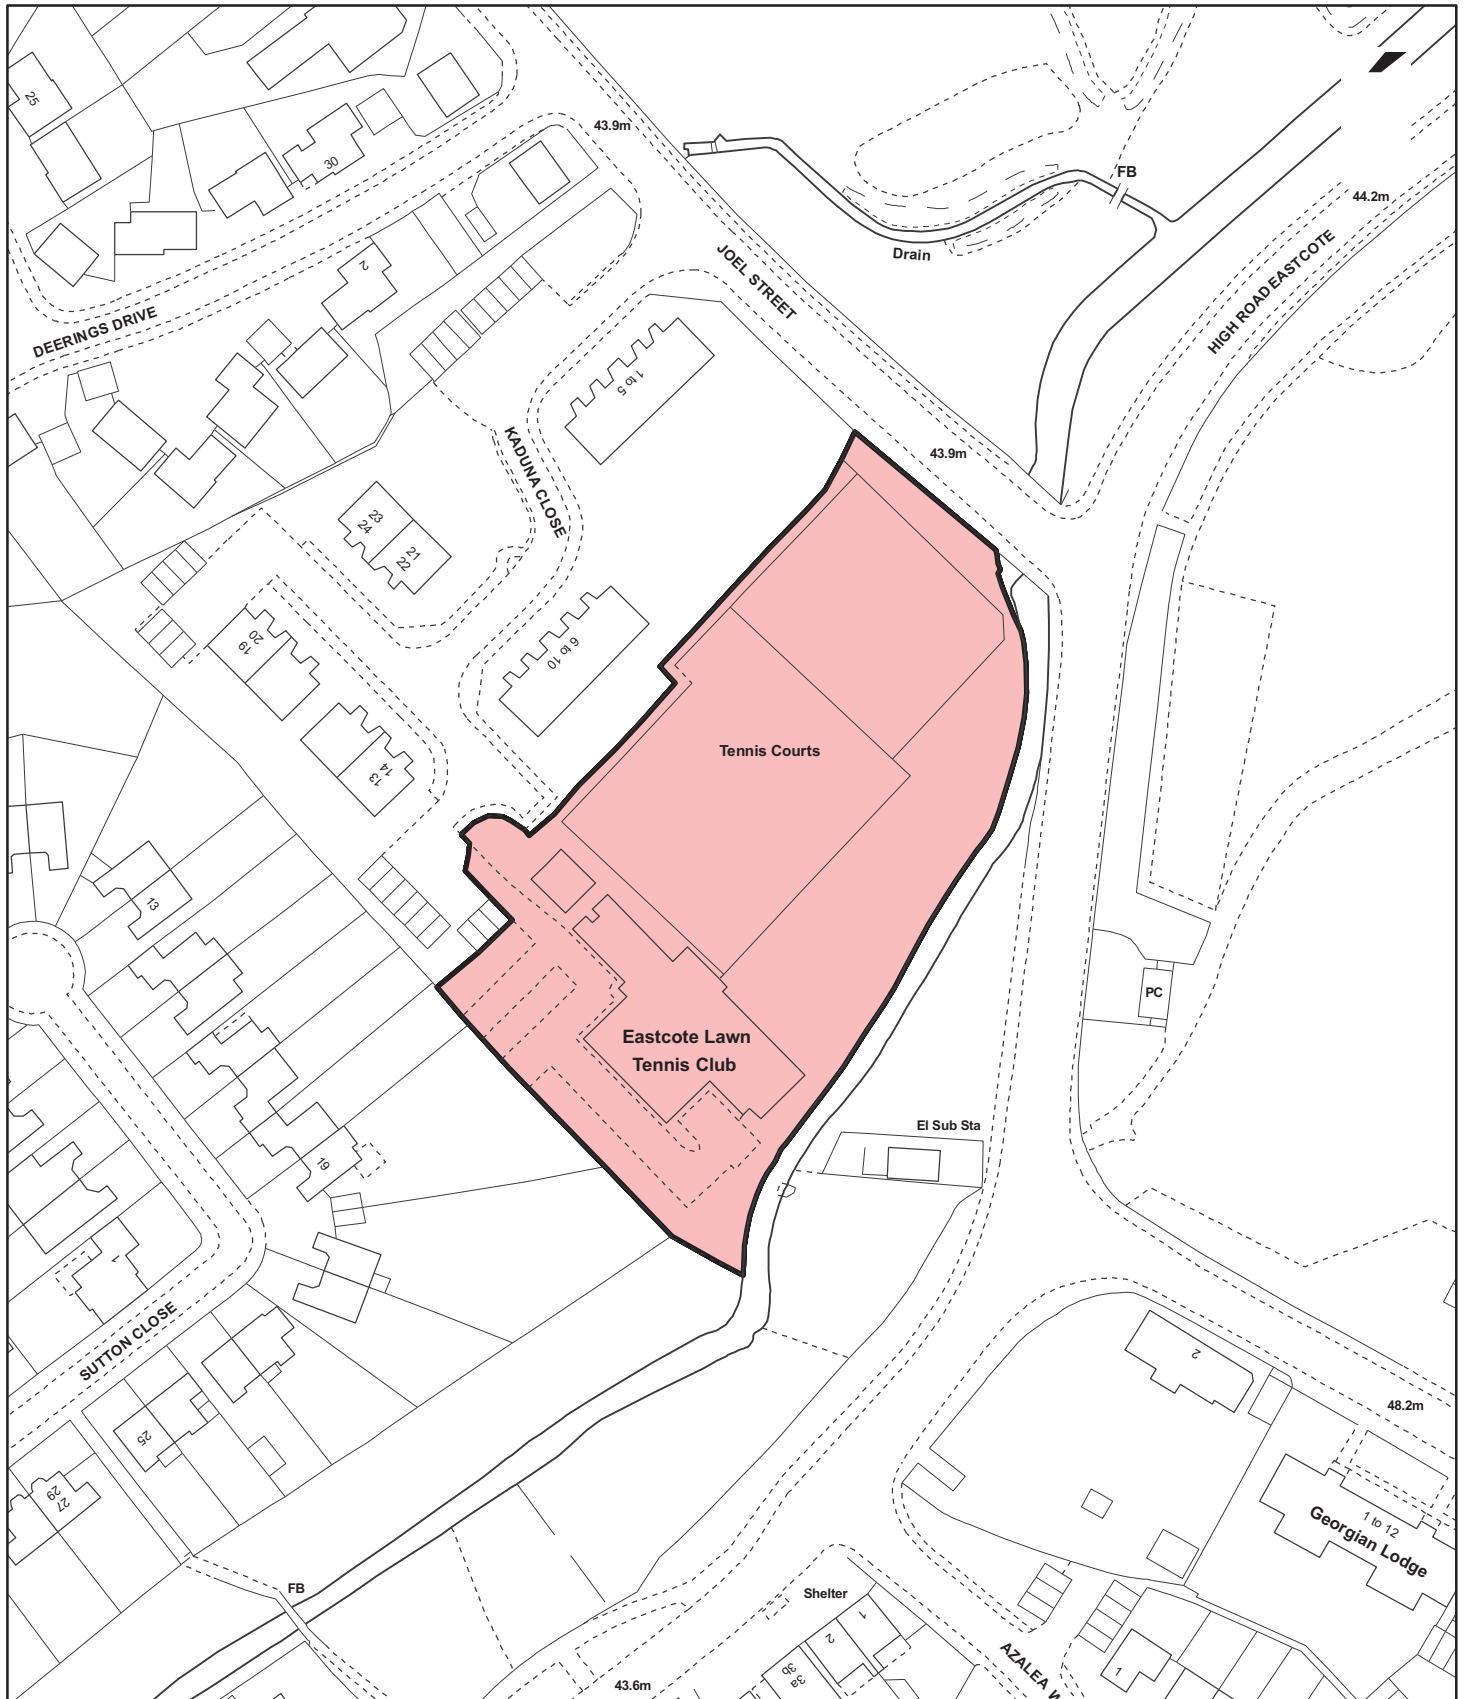 25
30
43.9m
FB
44.2m
Drain
JOEL STREET
HIGH ROAD EASTCOTE
2
DEERINGS DRIVE
1 to 5
KADUNA CLOSE
43.9m
23
24
21
22
20
19
6 to 10
14
13
Tennis Courts
13
PC
Eastcote Lawn
Tennis Club
El Sub Sta
19
1
SUTTON CLOSE
25
27
29
2
48.2m
1 to 12
Georgian Lodge
FB
Shelter
1
2
3a
3b
43.6m
AZALEA
1